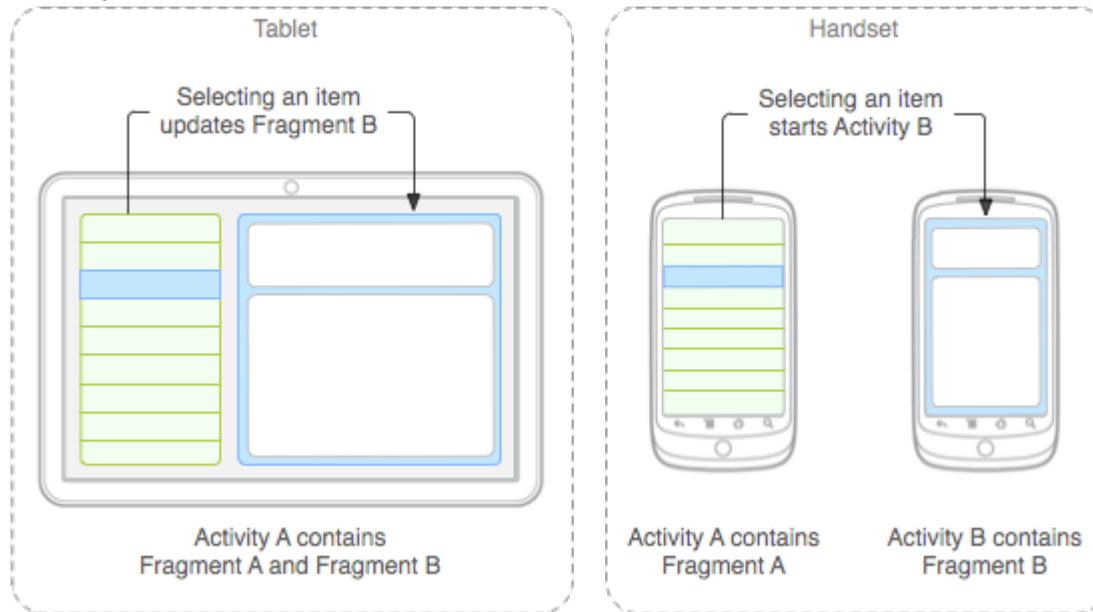 Tablet
Selecting an item
updates Fragment B
Activity A contains
Fragment A and Fragment B
Handset
Selecting an item
starts Activity B
Activity A contains
Fragment A
Activity B contains
Fragment B